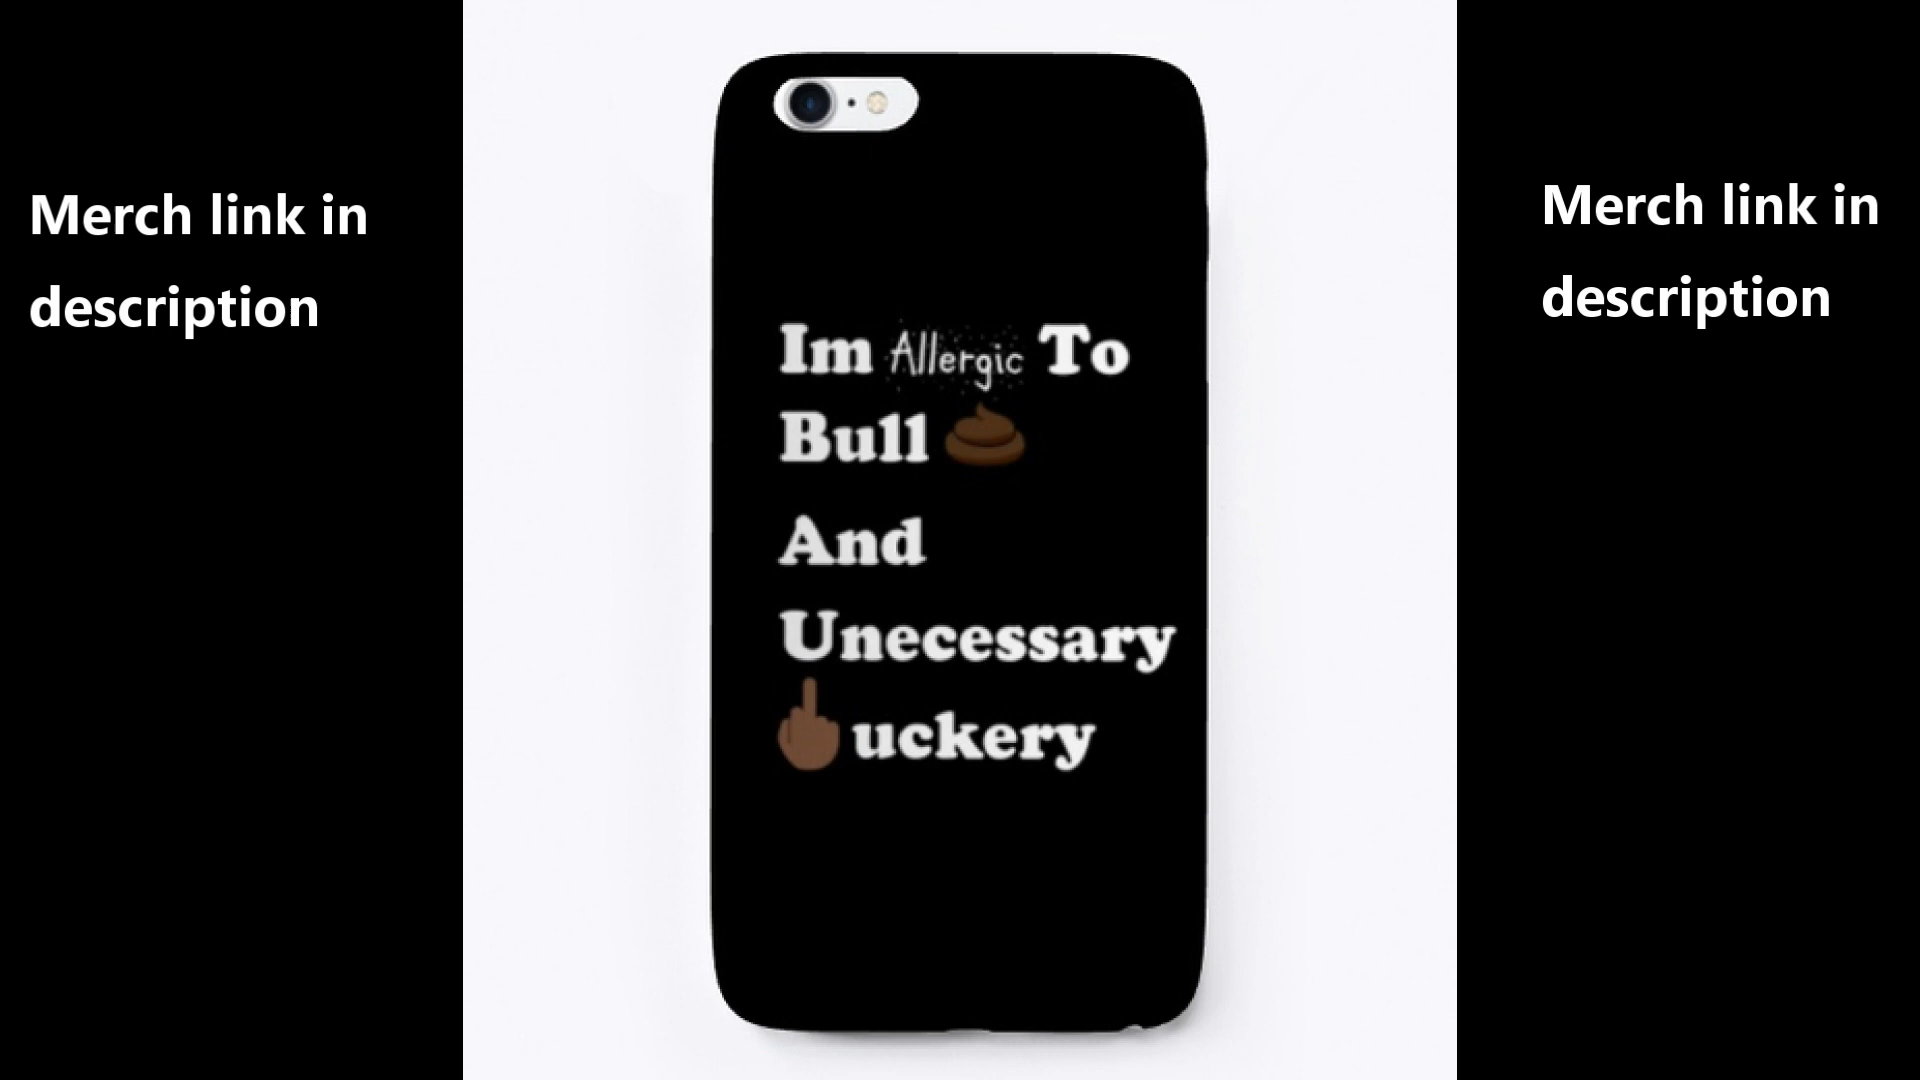 Merch link in
description
Im Allergic To
Bull 💩
And
Unecessary
🖕🏾uckery
Merch link in
description